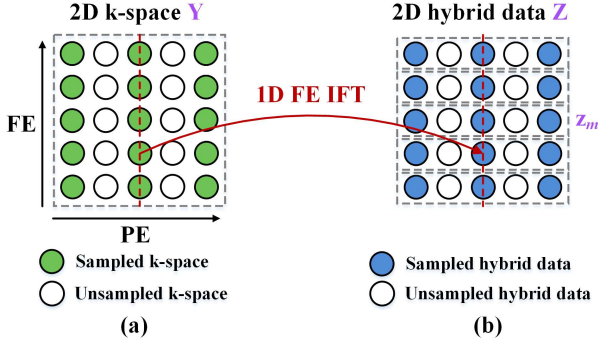 2D k-space Y
FE
PE
Sampled k-space
Unsampled k-space
(a)
1D FE IFT
2D hybrid data Z
z_m
Sampled hybrid data
Unsampled hybrid data
(b)